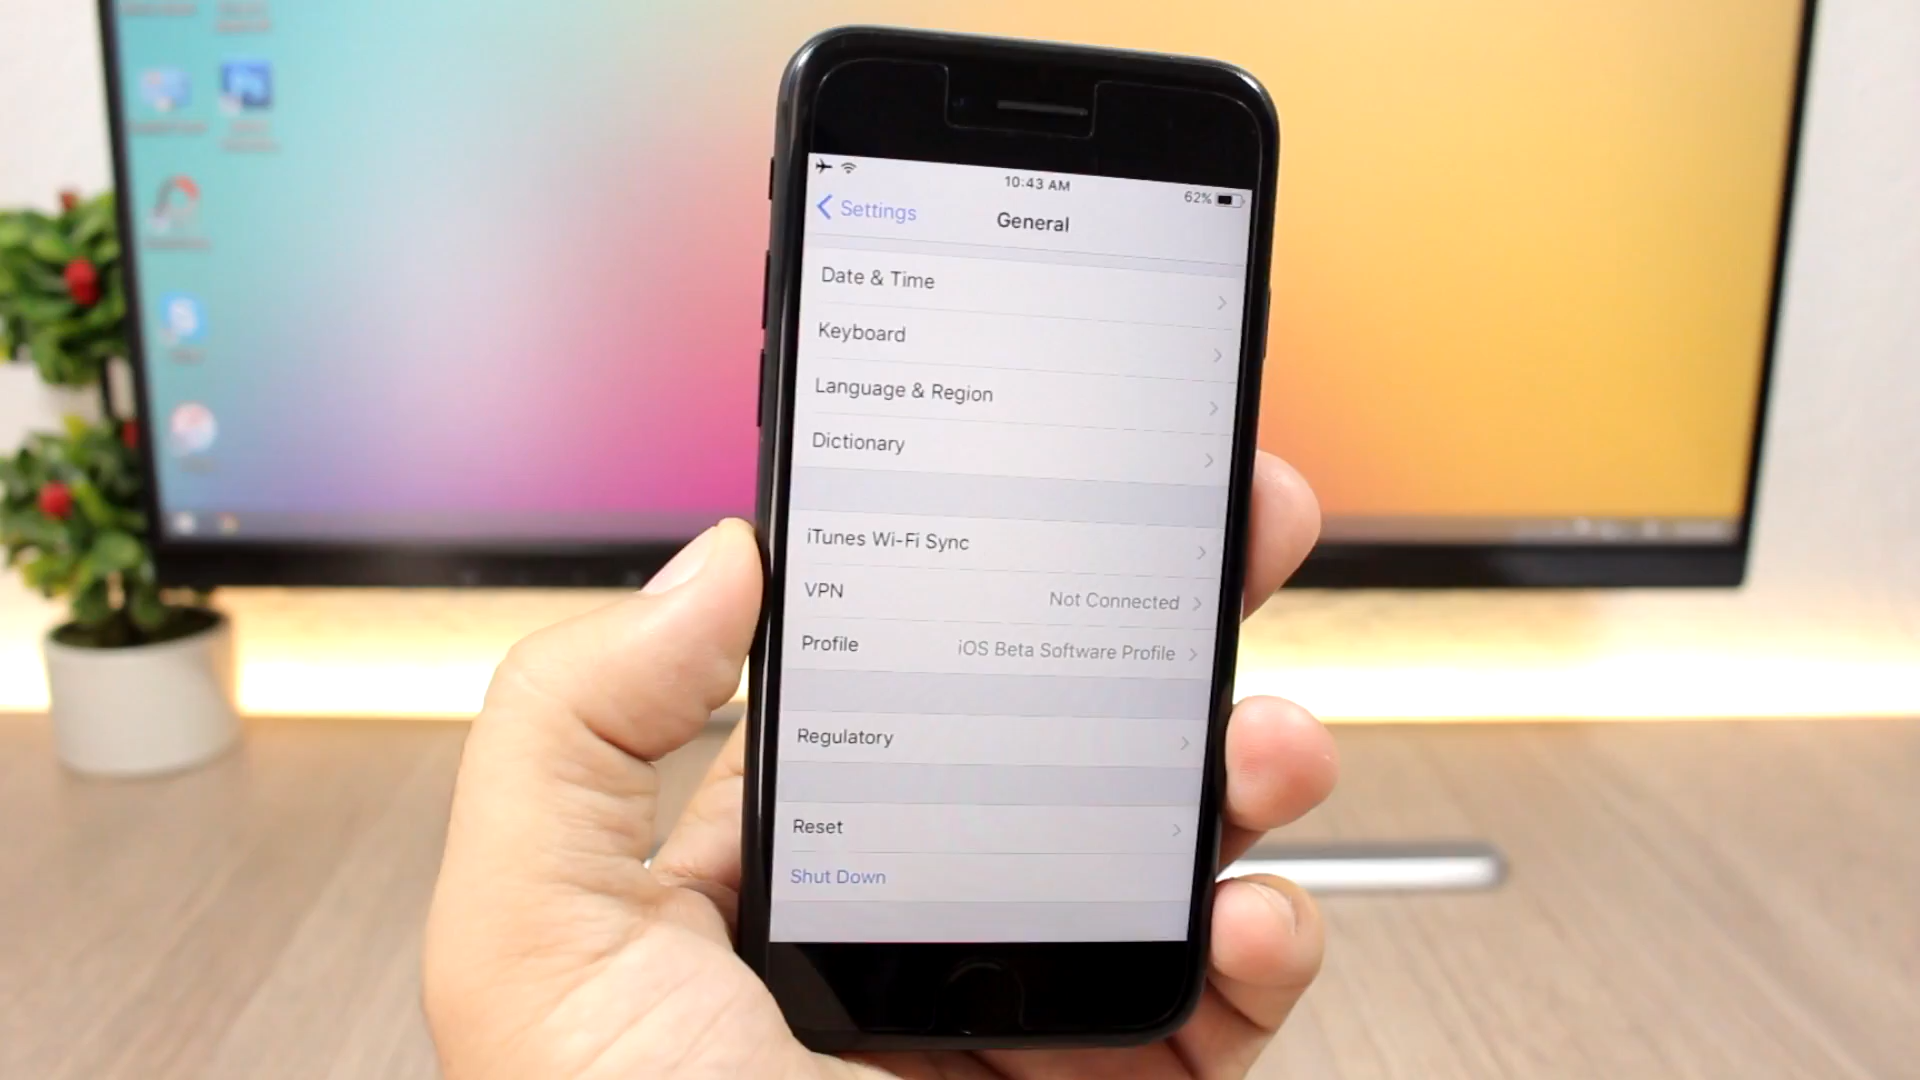 10:43 AM
62%
Settings
General
Date & Time
Keyboard
Language & Region
Dictionary
iTunes Wi-Fi Sync
VPN Not Connected
Profile iOS Beta Software Profile
Regulatory
Reset
Shut Down